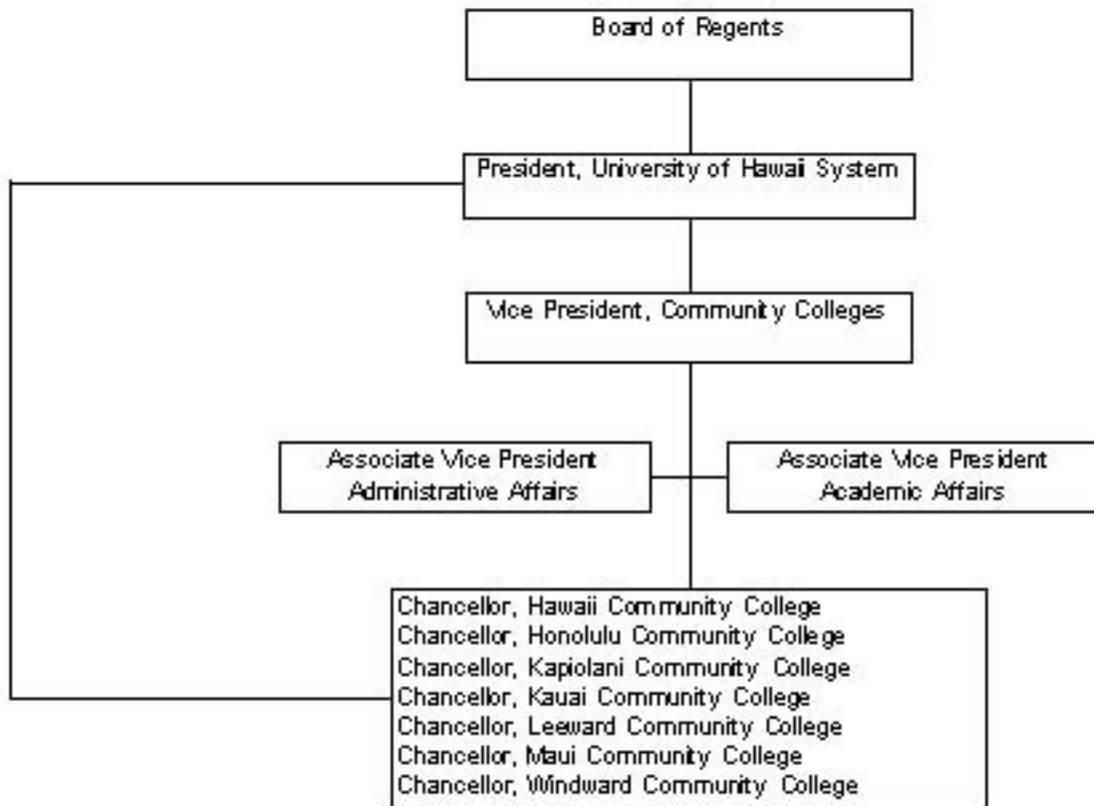 Board of Regents
President, University of Hawaii System
Vice President, Community Colleges
Associate Vice President
Administrative Affairs
Associate Vice President
Academic Affairs
Chancellor, Hawaii Community College
Chancellor, Honolulu Community College
Chancellor, Kapiolani Community College
Chancellor, Kauai Community College
Chancellor, Leeward Community College
Chancellor, Maui Community College
Chancellor, Windward Community College